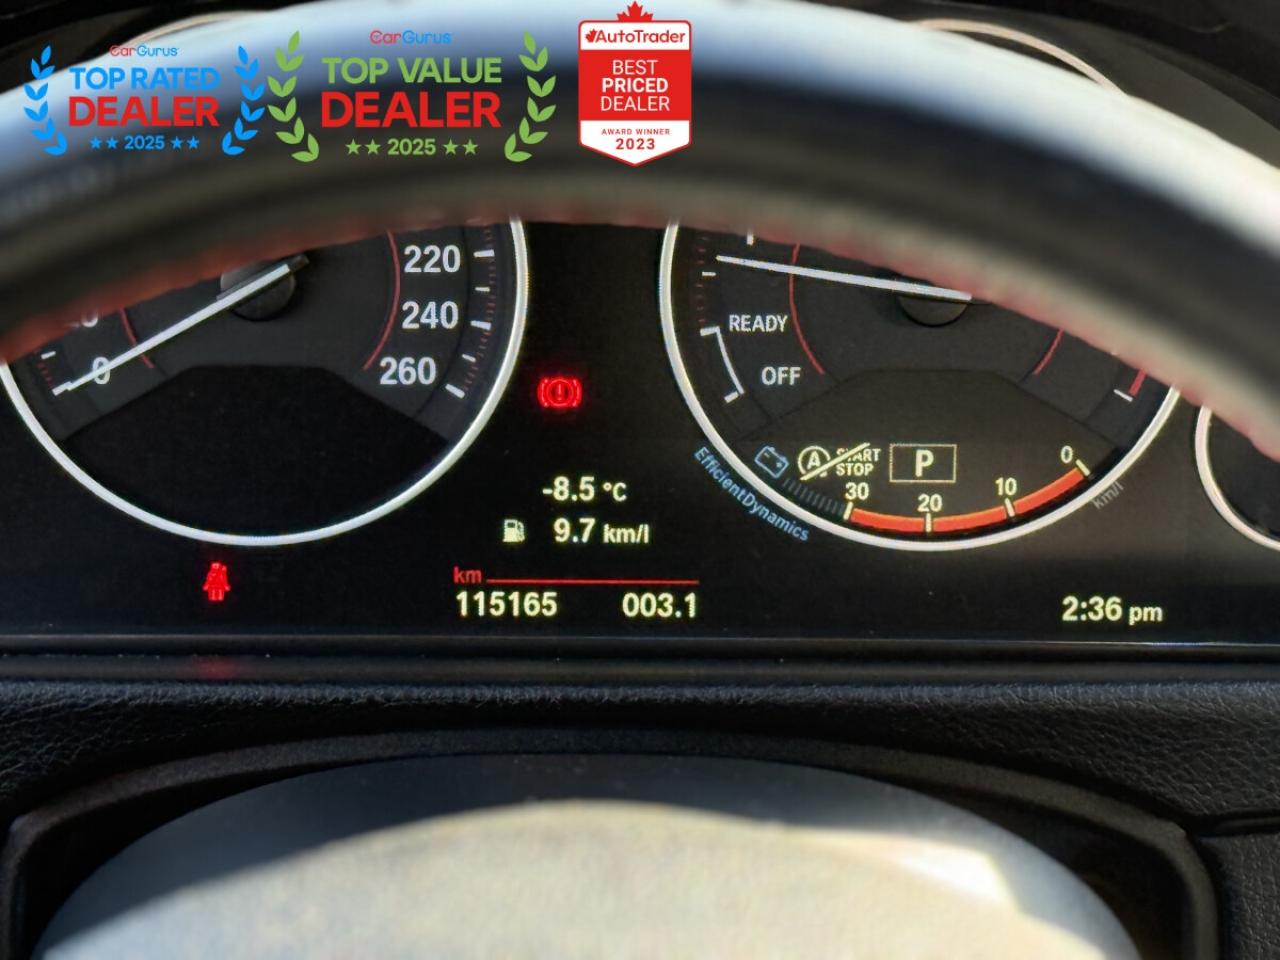 CarGurus
TOP RATED
DEALER
★★ 2025 ★★
CarGurus
TOP VALUE
DEALER
★★ 2025 ★★
AutoTrader
BEST
PRICED
DEALER
AWARD WINNER
2023
220
240
260
0
READY
OFF
A START
STOP
P
30
20
10
0
km/l
EfficientDynamics
-8.5 °C
9.7 km/l
km
115165 003.1
2:36 pm